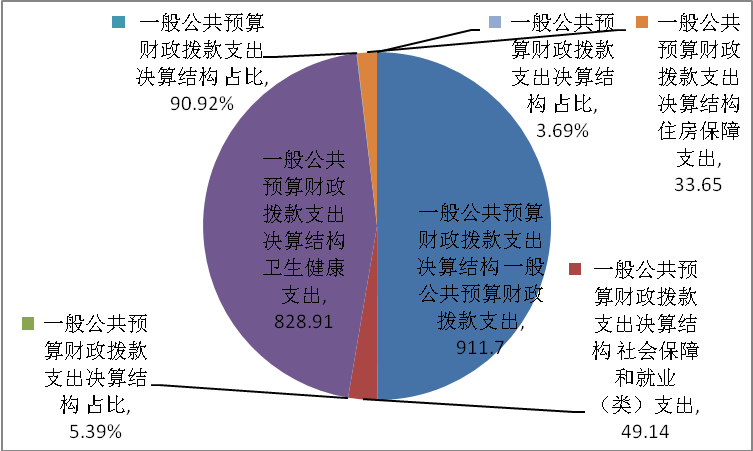 一般公共预算
财政拨款支出
决算结构 占比,
90.92%
一般公共预
算财政拨款
支出决算结
构 占比,
3.69%
一般公共
预算财政
拨款支出
决算结构
住房保障
支出,
33.65
一般公共
预算财政
拨款支出
决算结构
卫生健康
支出,
828.91
一般公共预算
财政拨款支出
决算结构 一般
公共预算财政
拨款支出,
911.7
一般公共预
算财政拨款
支出决算结
构 占比,
5.39%
一般公共预
算财政拨款
支出决算结
构 社会保障
和就业
（类）支出,
49.14